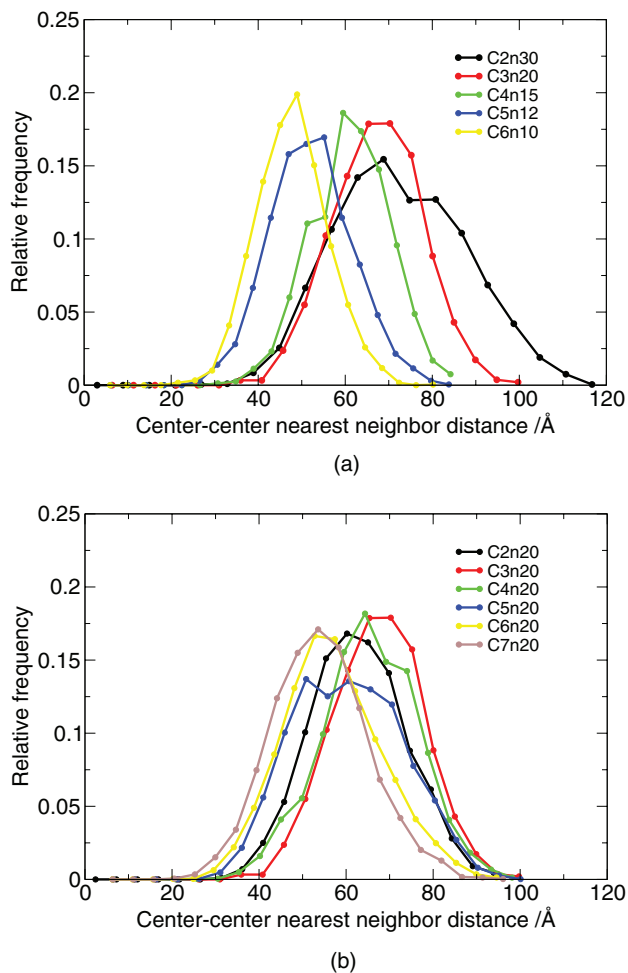 0.25
0.2
0.15
0.1
0.05
0
Relative frequency
C2n30
C3n20
C4n15
C5n12
C6n10
0 20 40 60 80 100 120
Center-center nearest neighbor distance /Å
(a)
0.25
0.2
0.15
0.1
0.05
0
Relative frequency
C2n20
C3n20
C4n20
C5n20
C6n20
C7n20
0 20 40 60 80 100 120
Center-center nearest neighbor distance /Å
(b)